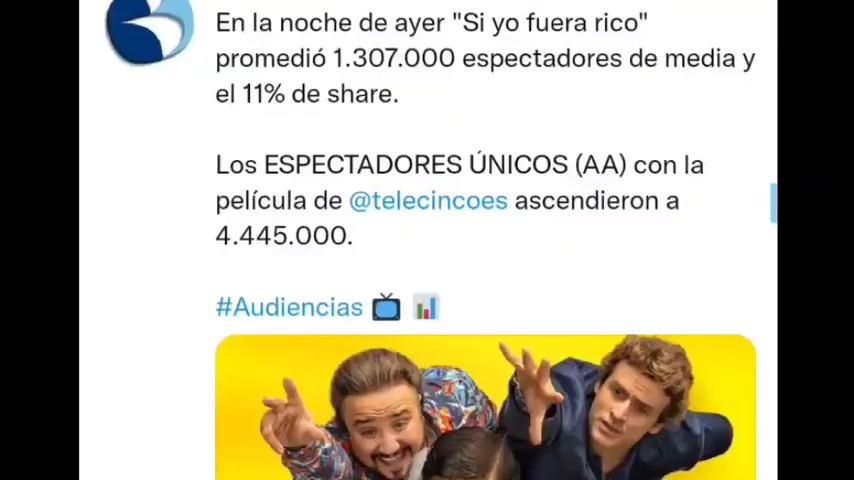 En la noche de ayer "Si yo fuera rico"
promedió 1.307.000 espectadores de media y
el 11% de share.
Los ESPECTADORES ÚNICOS (AA) con la
película de @telecincoes ascendieron a
4.445.000.
#Audiencias